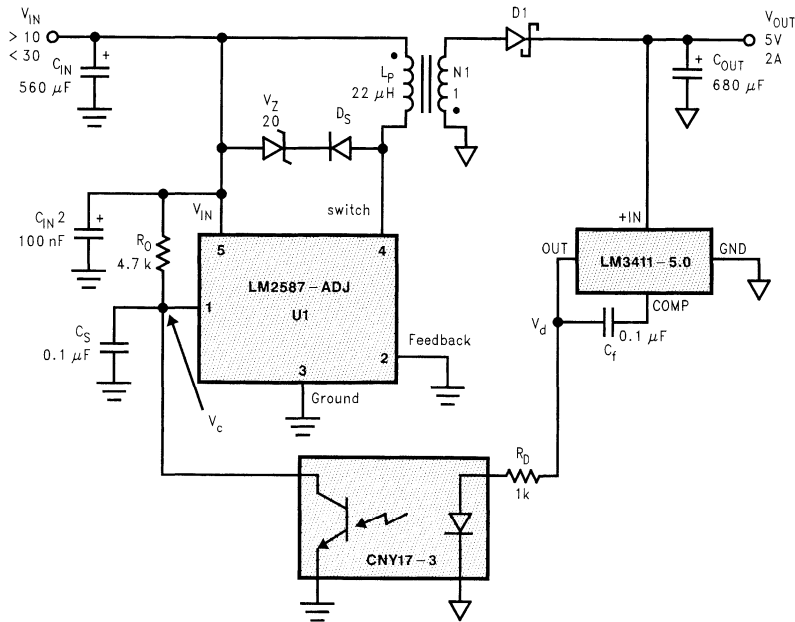 V_IN
> 10
< 30
C_IN
560 μF
+
L_P
22 μH
N1
1
D1
V_OUT
5V
2A
C_OUT
680 μF
+
V_Z
20
D_S
V_IN
switch
C_IN 2
100 nF
+
R_O
4.7 k
5
4
LM2587-ADJ
U1
1
2
3
Feedback
Ground
C_S
0.1 μF
V_c
+IN
OUT
LM3411-5.0
GND
COMP
V_d
0.1 μF
C_f
R_D
1k
CNY17-3